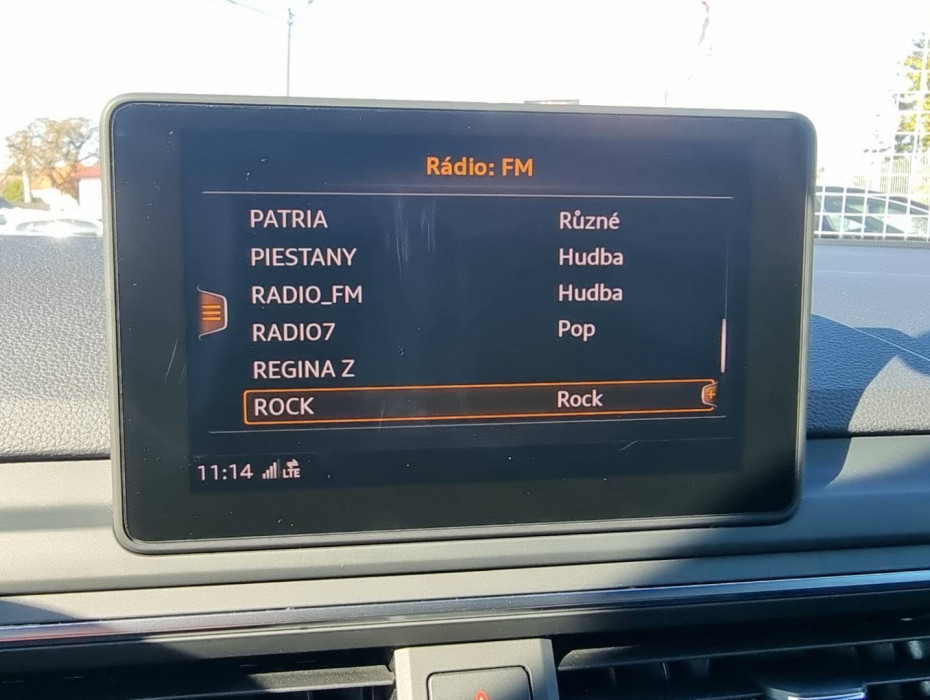 Rádio: FM
PATRIA Různé
PIESTANY Hudba
RADIO_FM Hudba
RADIO7 Pop
REGINA Z
ROCK Rock
11:14 LTE